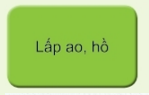 Lấp ao, hồ